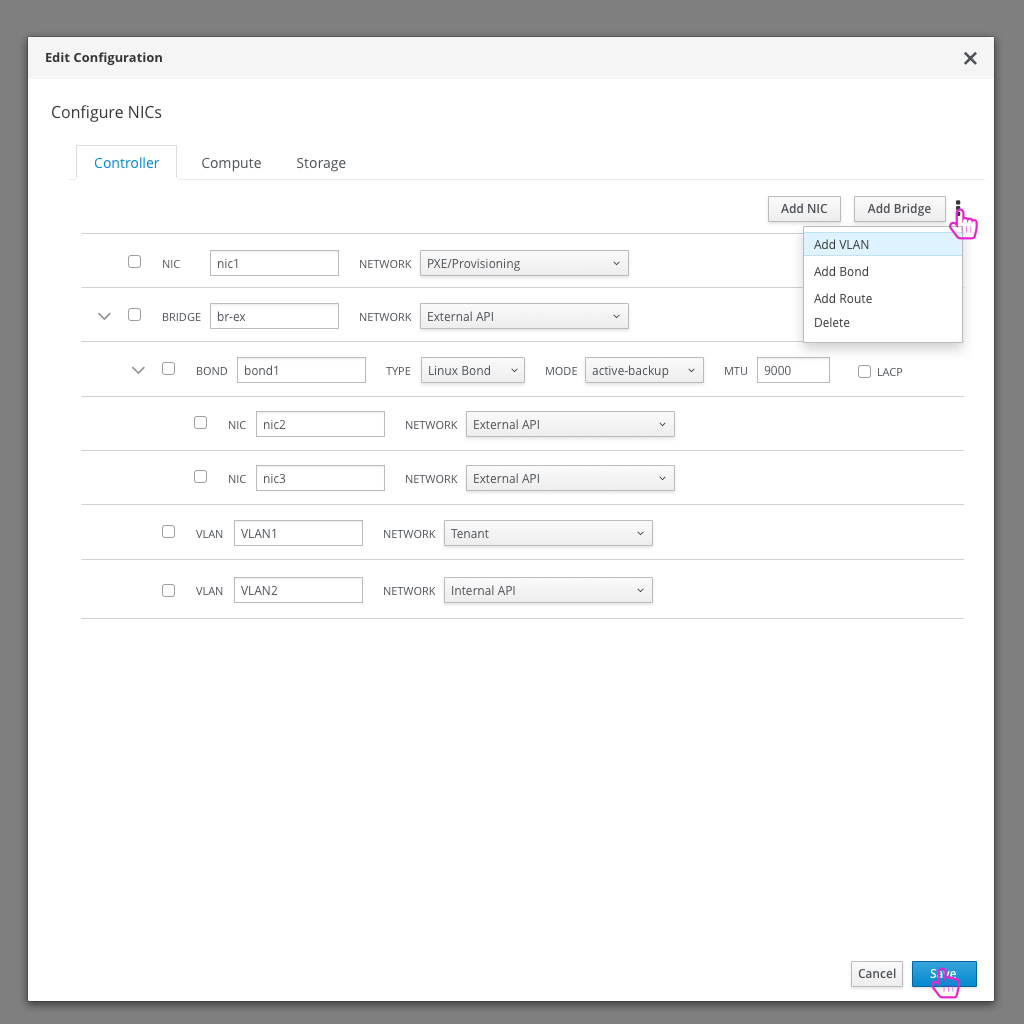 Edit Configuration
Configure NICs
Controller Compute Storage
Add NIC Add Bridge
Add VLAN
Add Bond
Add Route
Delete
NIC nic1 NETWORK PXE/Provisioning
BRIDGE br-ex NETWORK External API
BOND bond1 TYPE Linux Bond MODE active-backup MTU 9000 LACP
NIC nic2 NETWORK External API
NIC nic3 NETWORK External API
VLAN VLAN1 NETWORK Tenant
VLAN VLAN2 NETWORK Internal API
Cancel Save